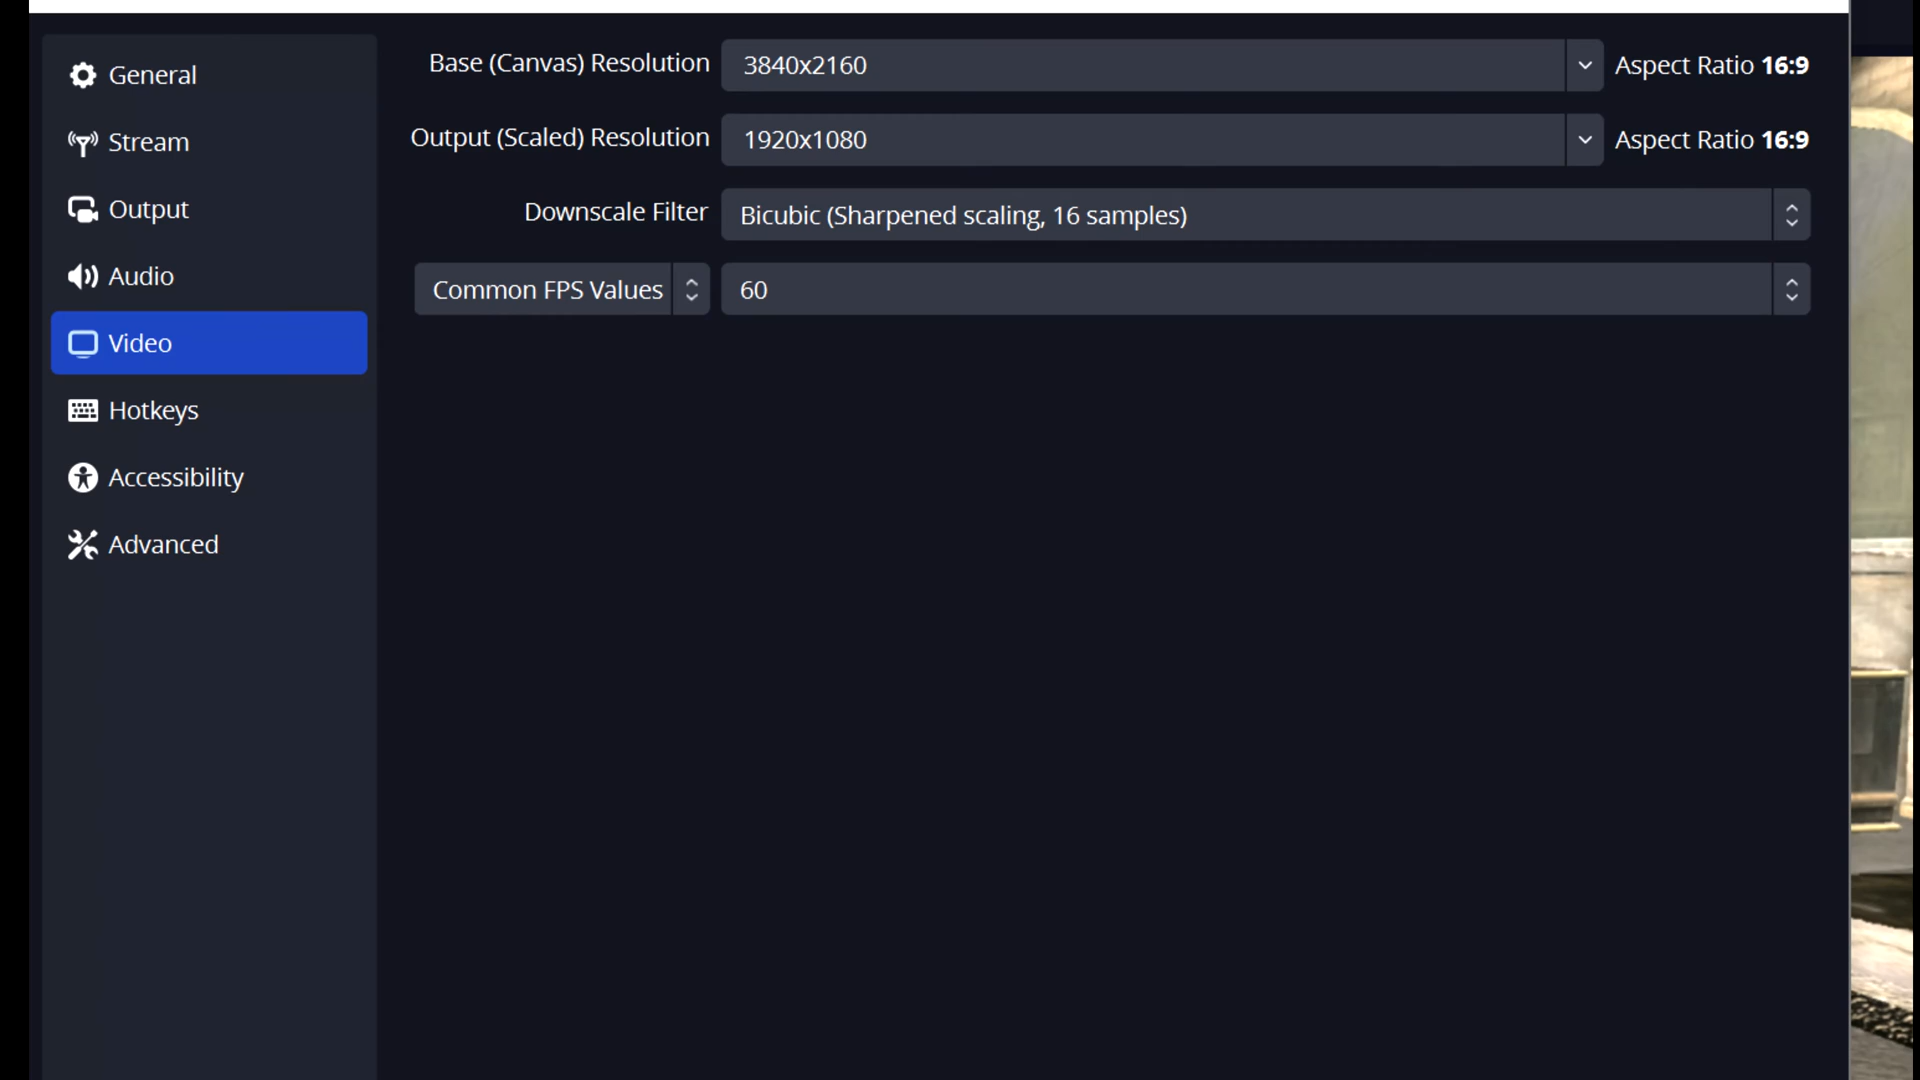 General
Stream
Output
Audio
Video
Hotkeys
Accessibility
Advanced
Base (Canvas) Resolution 3840x2160 Aspect Ratio 16:9
Output (Scaled) Resolution 1920x1080 Aspect Ratio 16:9
Downscale Filter Bicubic (Sharpened scaling, 16 samples)
Common FPS Values 60